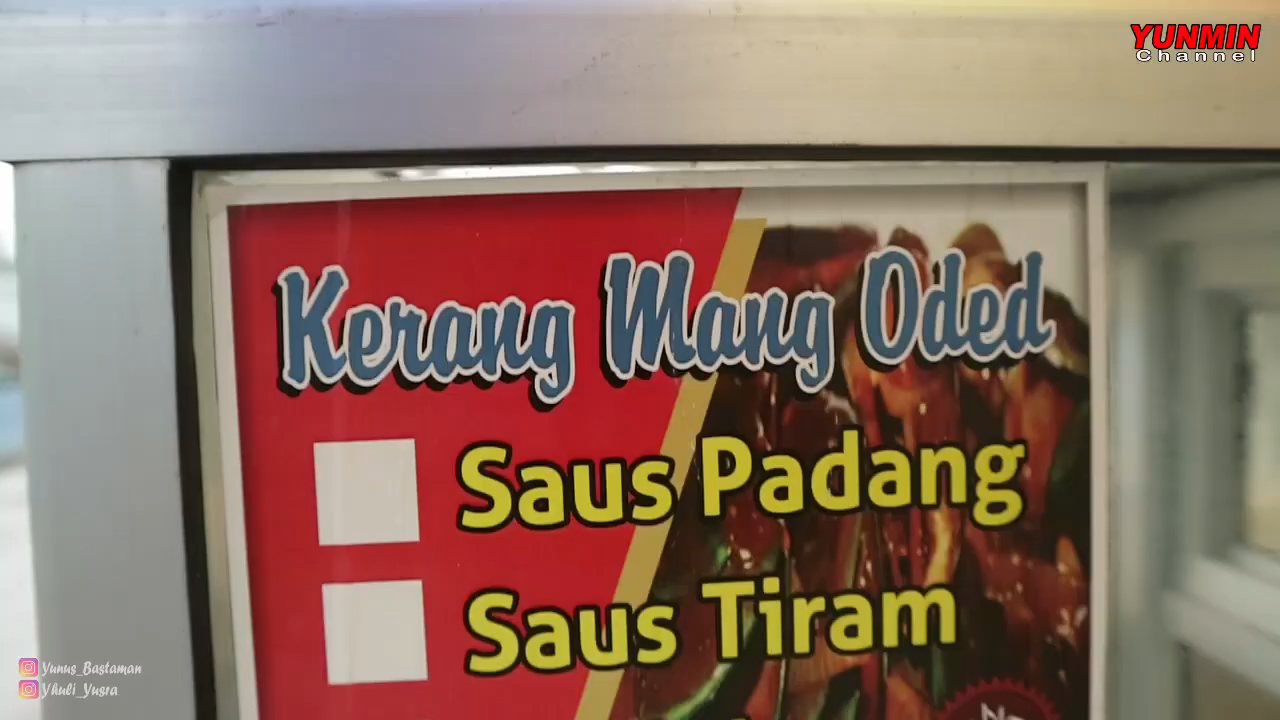 YUNMIN
Channel
Kerang Mang Oded
Saus Padang
Saus Tiram
Yunus_Bastaman
Yhuli_Yusra